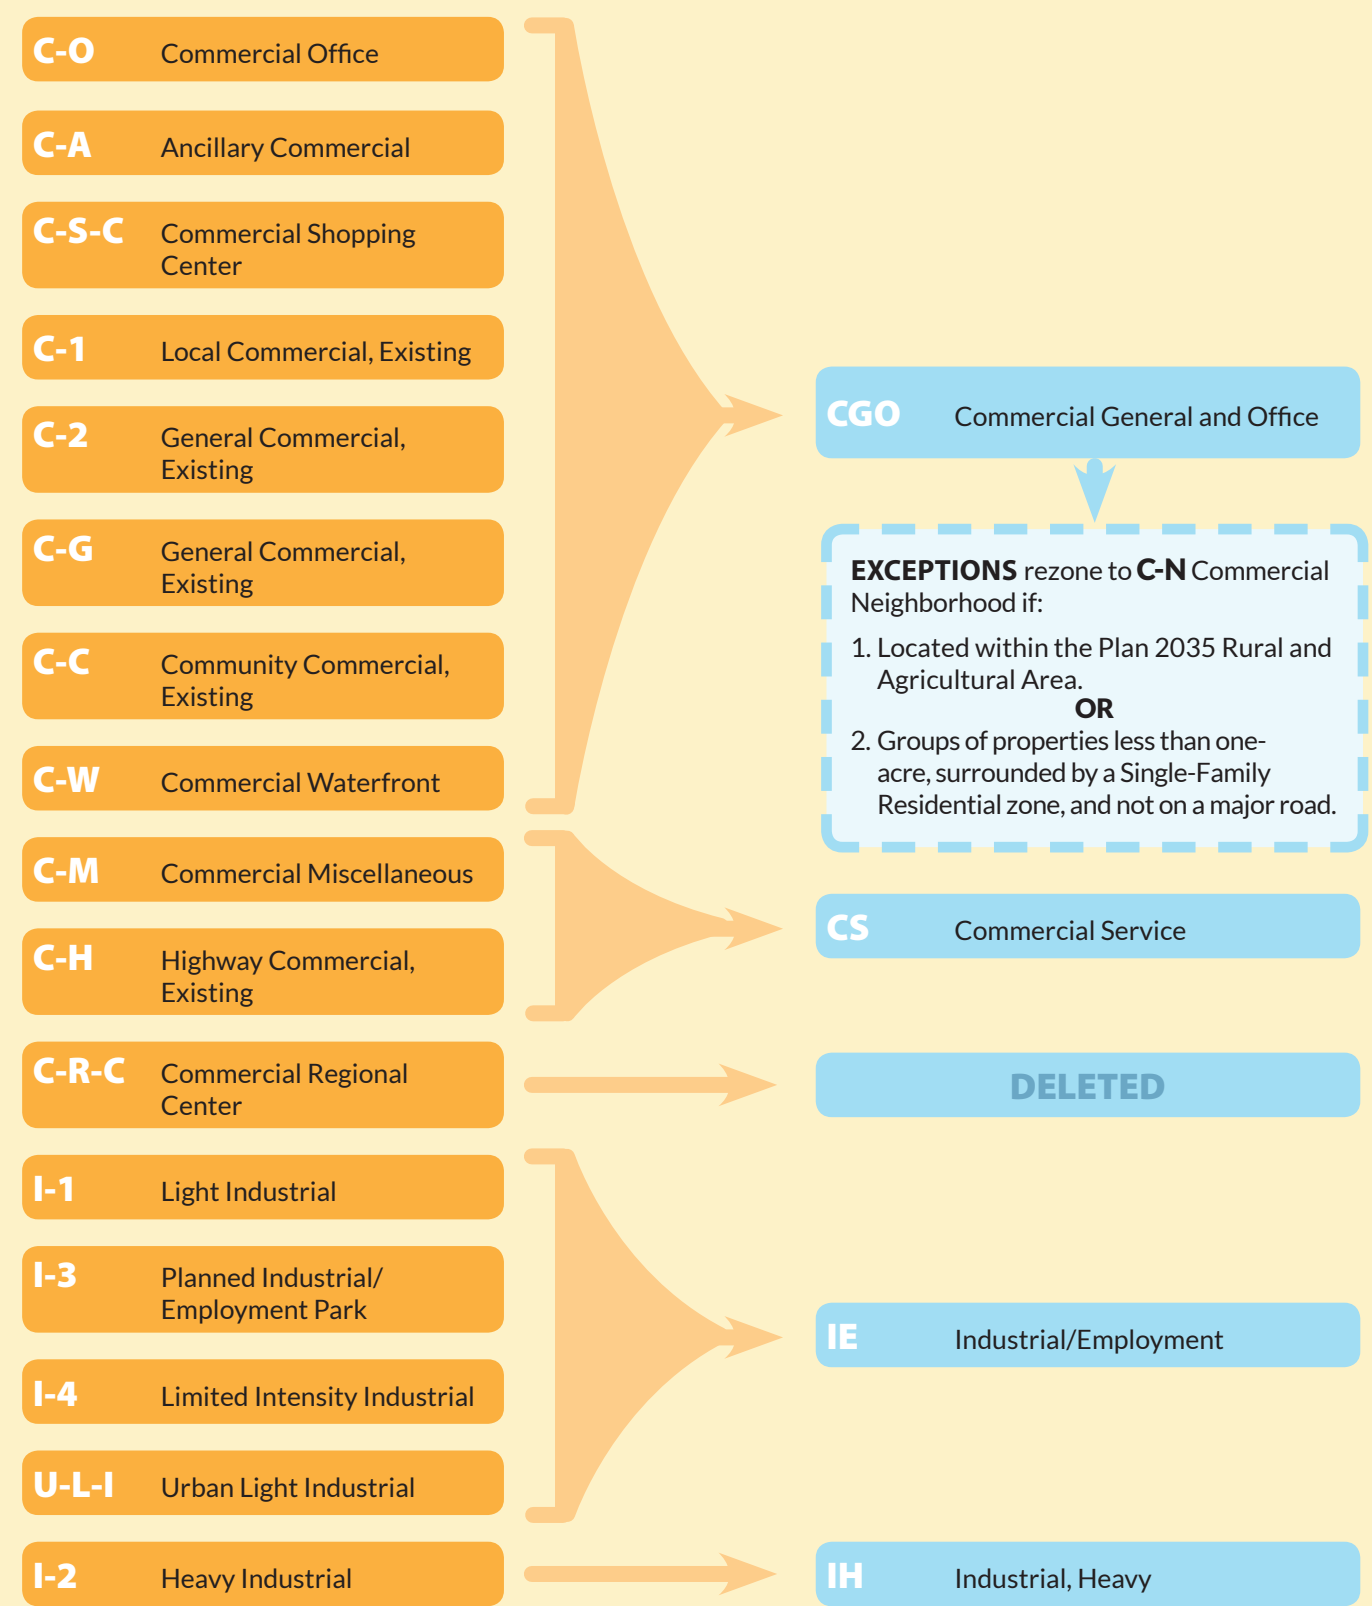 C-O Commercial Office
C-A Ancillary Commercial
C-S-C Commercial Shopping
Center
C-1 Local Commercial, Existing
C-2 General Commercial,
Existing
C-G General Commercial,
Existing
C-C Community Commercial,
Existing
C-W Commercial Waterfront
C-M Commercial Miscellaneous
C-H Highway Commercial,
Existing
C-R-C Commercial Regional
Center
I-1 Light Industrial
I-3 Planned Industrial/
Employment Park
I-4 Limited Intensity Industrial
U-L-I Urban Light Industrial
I-2 Heavy Industrial
CGO Commercial General and Office
EXCEPTIONS rezone to C-N Commercial
Neighborhood if:
1. Located within the Plan 2035 Rural and
Agricultural Area.
OR
2. Groups of properties less than one-
acre, surrounded by a Single-Family
Residential zone, and not on a major road.
CS Commercial Service
DELETED
IE Industrial/Employment
IH Industrial, Heavy